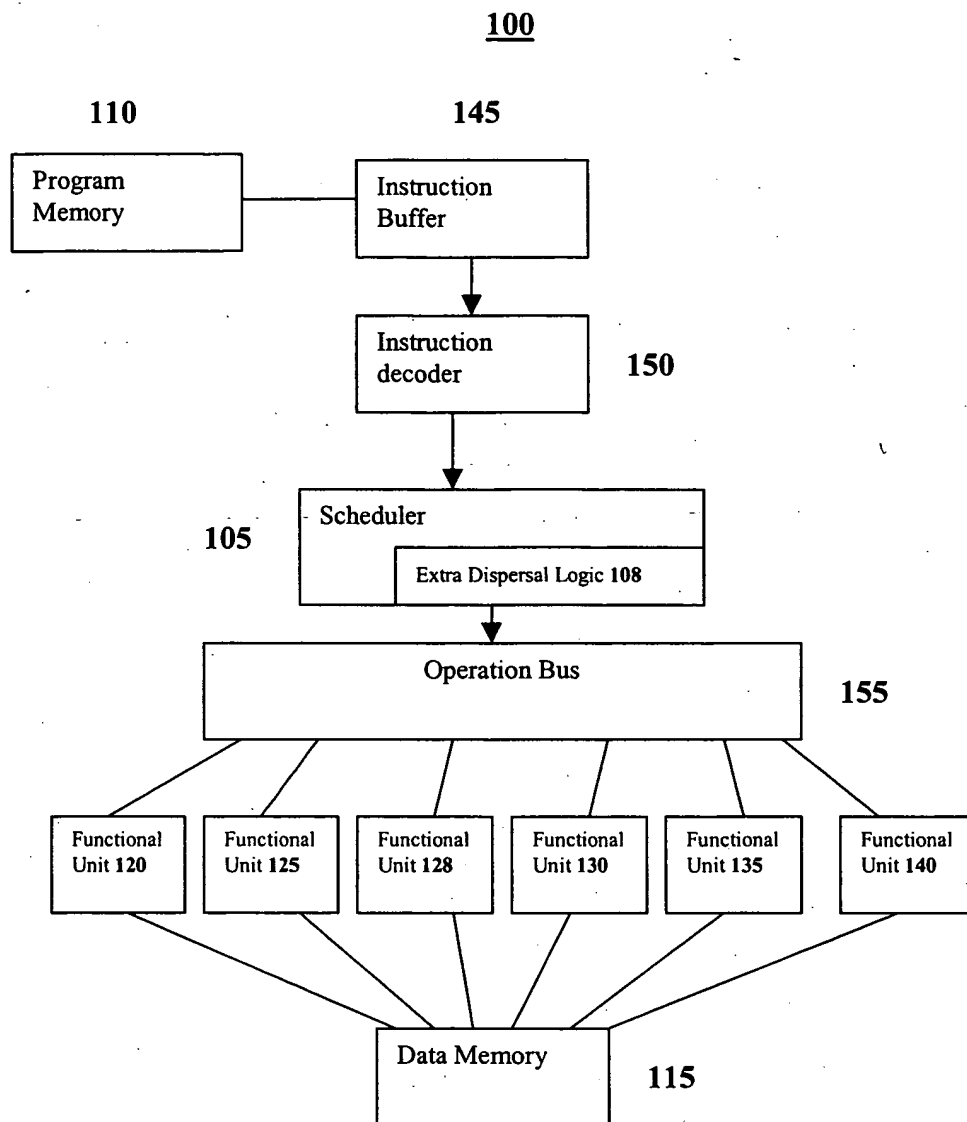 100
110
145
Program
Memory
Instruction
Buffer
Instruction
decoder
150
Scheduler
105
Extra Dispersal Logic 108
Operation Bus
155
Functional
Unit 120
Functional
Unit 125
Functional
Unit 128
Functional
Unit 130
Functional
Unit 135
Functional
Unit 140
Data Memory
115